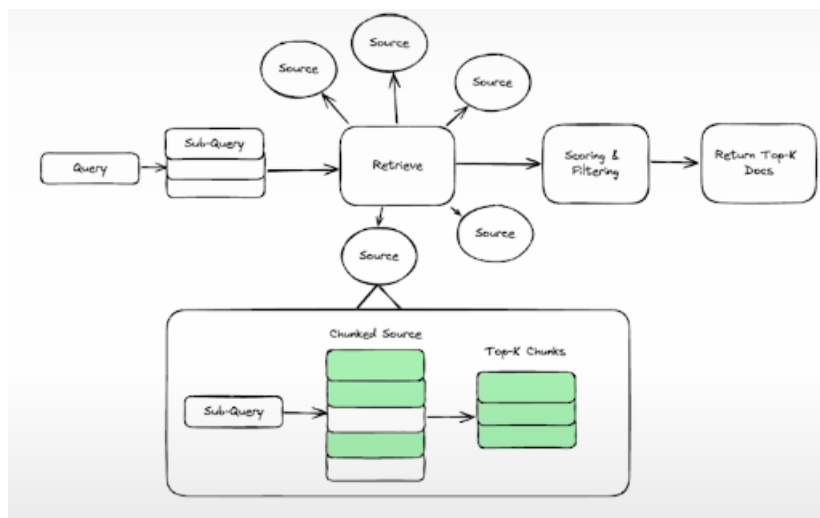 Source
Source
Source
Sub-Query
Query
Retrieve
Scoring &
Filtering
Return Top-K
Docs
Source
Source
Chunked Source
Top-K Chunks
Sub-Query